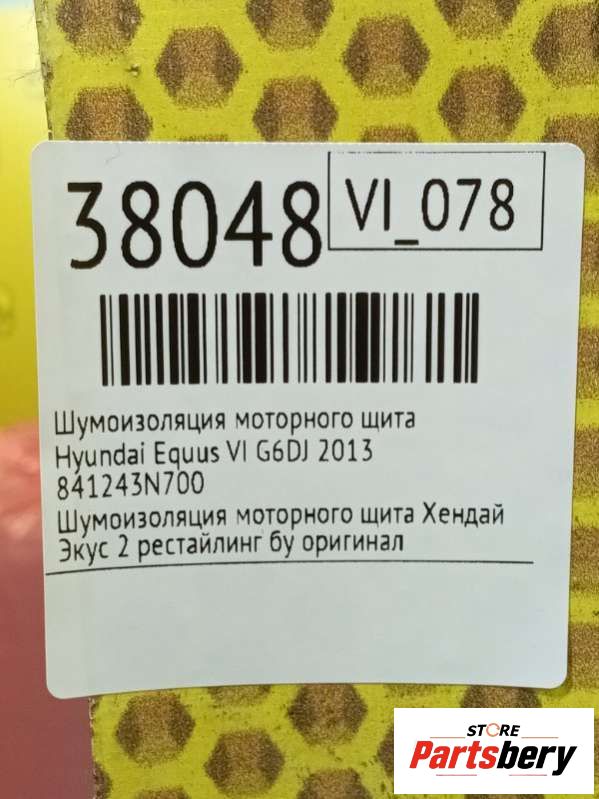 38048
VI_078
Шумоизоляция моторного щита
Hyundai Equus VI G6DJ 2013
841243N700
Шумоизоляция моторного щита Хендай
Экус 2 рестайлинг бу оригинал
STORE
Partsbery